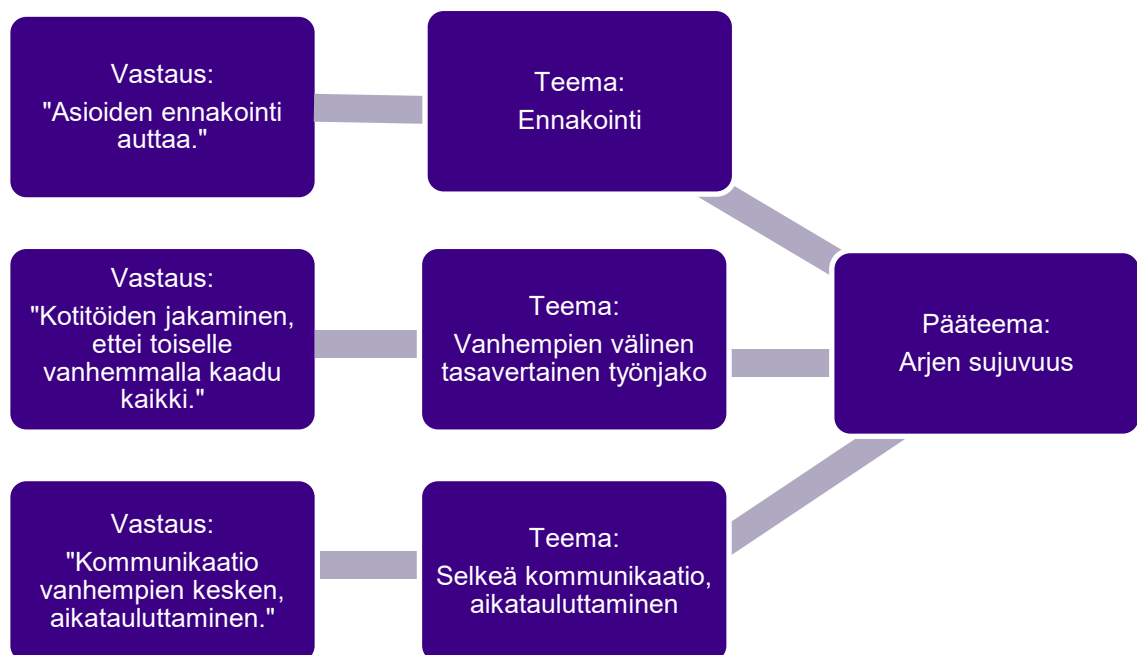 Vastaus:
"Asioiden ennakointi
auttaa."
Teema:
Ennakointi
Vastaus:
"Kotitöiden jakaminen,
ettei toiselle
vanhemmalla kaadu
kaikki."
Teema:
Vanhempien välinen
tasavertainen työnjako
Pääteema:
Arjen sujuvuus
Vastaus:
"Kommunikaatio
vanhempien kesken,
aikatauluttaminen."
Teema:
Selkeä kommunikaatio,
aikatauluttaminen